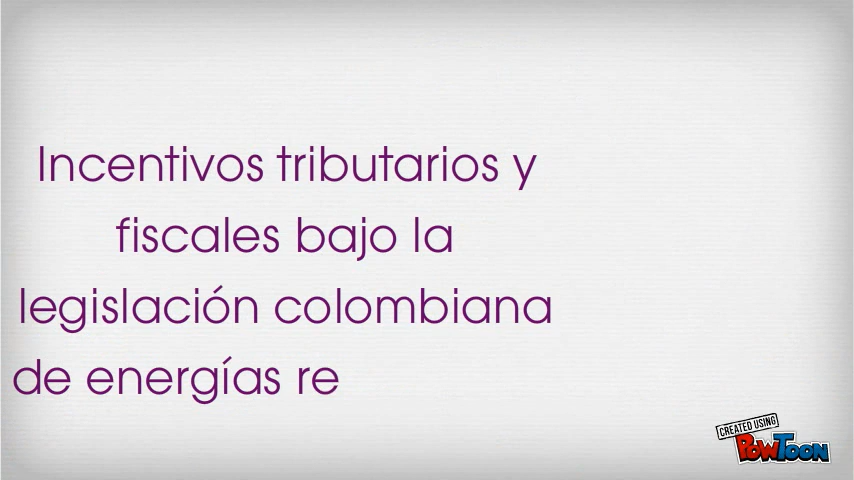 Incentivos tributarios y
fiscales bajo la
legislación colombiana
de energías re
CREATED USING
POWTOON